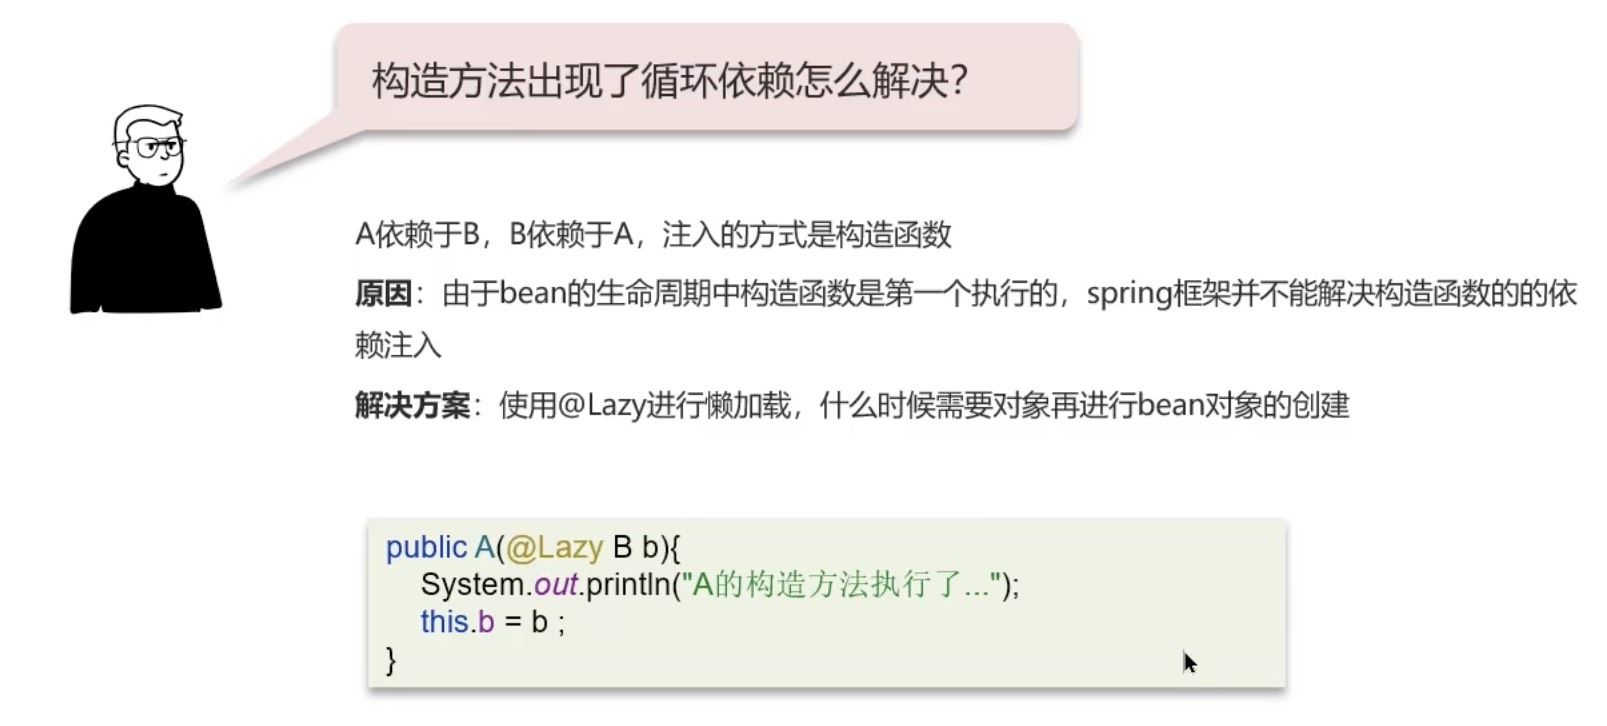 构造方法出现了循环依赖怎么解决？
A依赖于B，B依赖于A，注入的方式是构造函数
原因：由于bean的生命周期中构造函数是第一个执行的，spring框架并不能解决构造函数的的依
赖注入
解决方案：使用@Lazy进行懒加载，什么时候需要对象再进行bean对象的创建
public A(@Lazy B b){
    System.out.println("A的构造方法执行了...");
    this.b = b ;
}